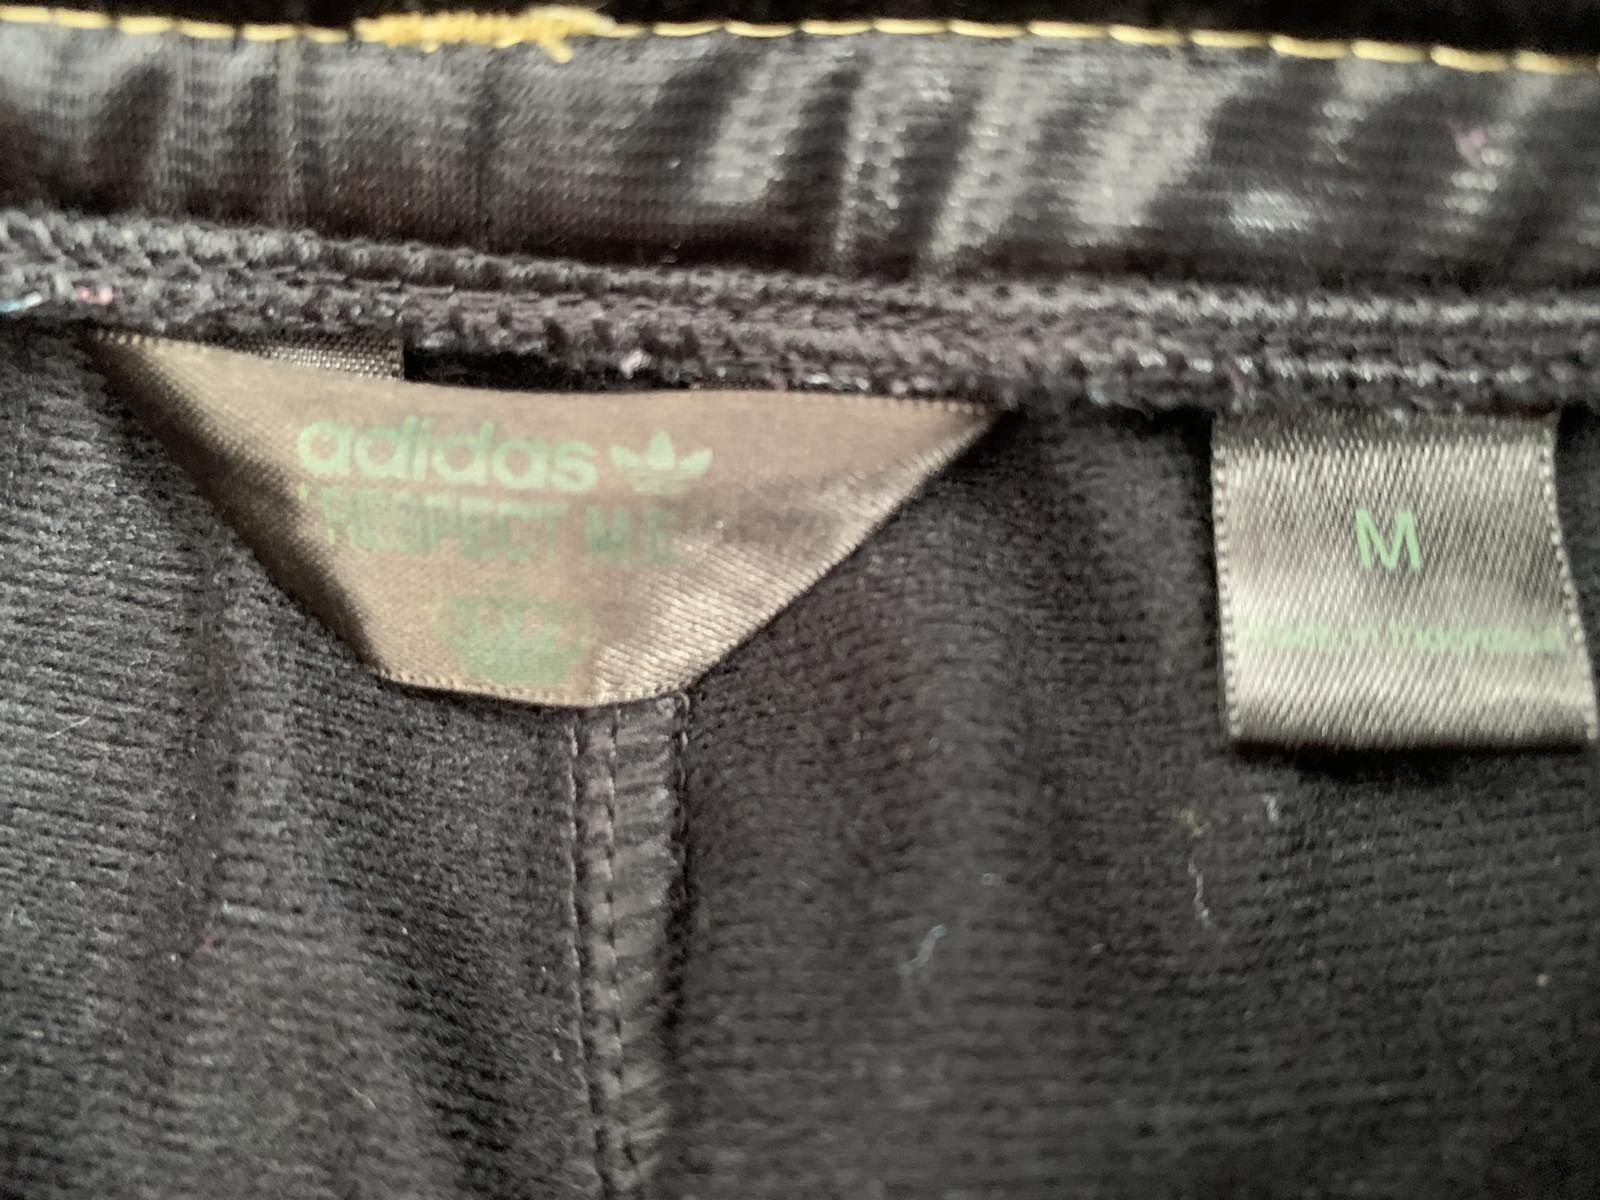 adidas
RESPECT M.E.
M